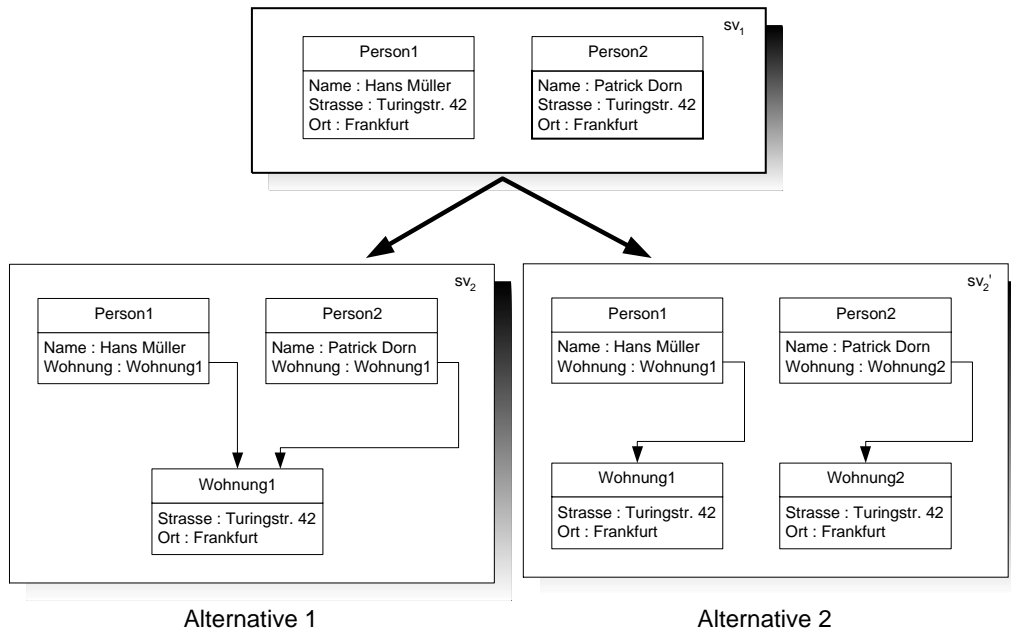 sv1
Person1
Name : Hans Müller
Strasse : Turingstr. 42
Ort : Frankfurt
Person2
Name : Patrick Dorn
Strasse : Turingstr. 42
Ort : Frankfurt
sv2
Person1
Name : Hans Müller
Wohnung : Wohnung1
Person2
Name : Patrick Dorn
Wohnung : Wohnung1
Wohnung1
Strasse : Turingstr. 42
Ort : Frankfurt
Alternative 1
sv2'
Person1
Name : Hans Müller
Wohnung : Wohnung1
Person2
Name : Patrick Dorn
Wohnung : Wohnung2
Wohnung1
Strasse : Turingstr. 42
Ort : Frankfurt
Wohnung2
Strasse : Turingstr. 42
Ort : Frankfurt
Alternative 2